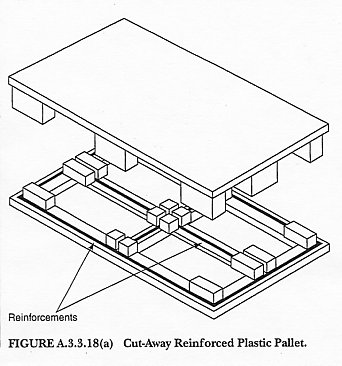 Reinforcements
FIGURE A.3.3.18(a) Cut-Away Reinforced Plastic Pallet.